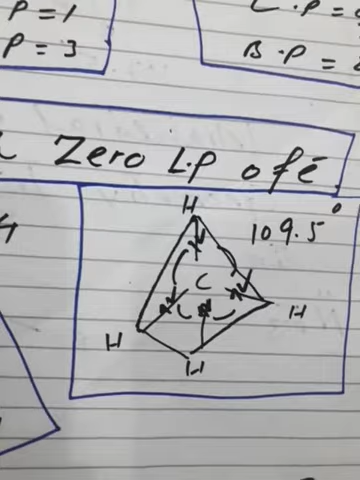 P = 1
P = 3
L.P =
B.P =
Zero L.P of é
H
109.5°
C
H
H
H